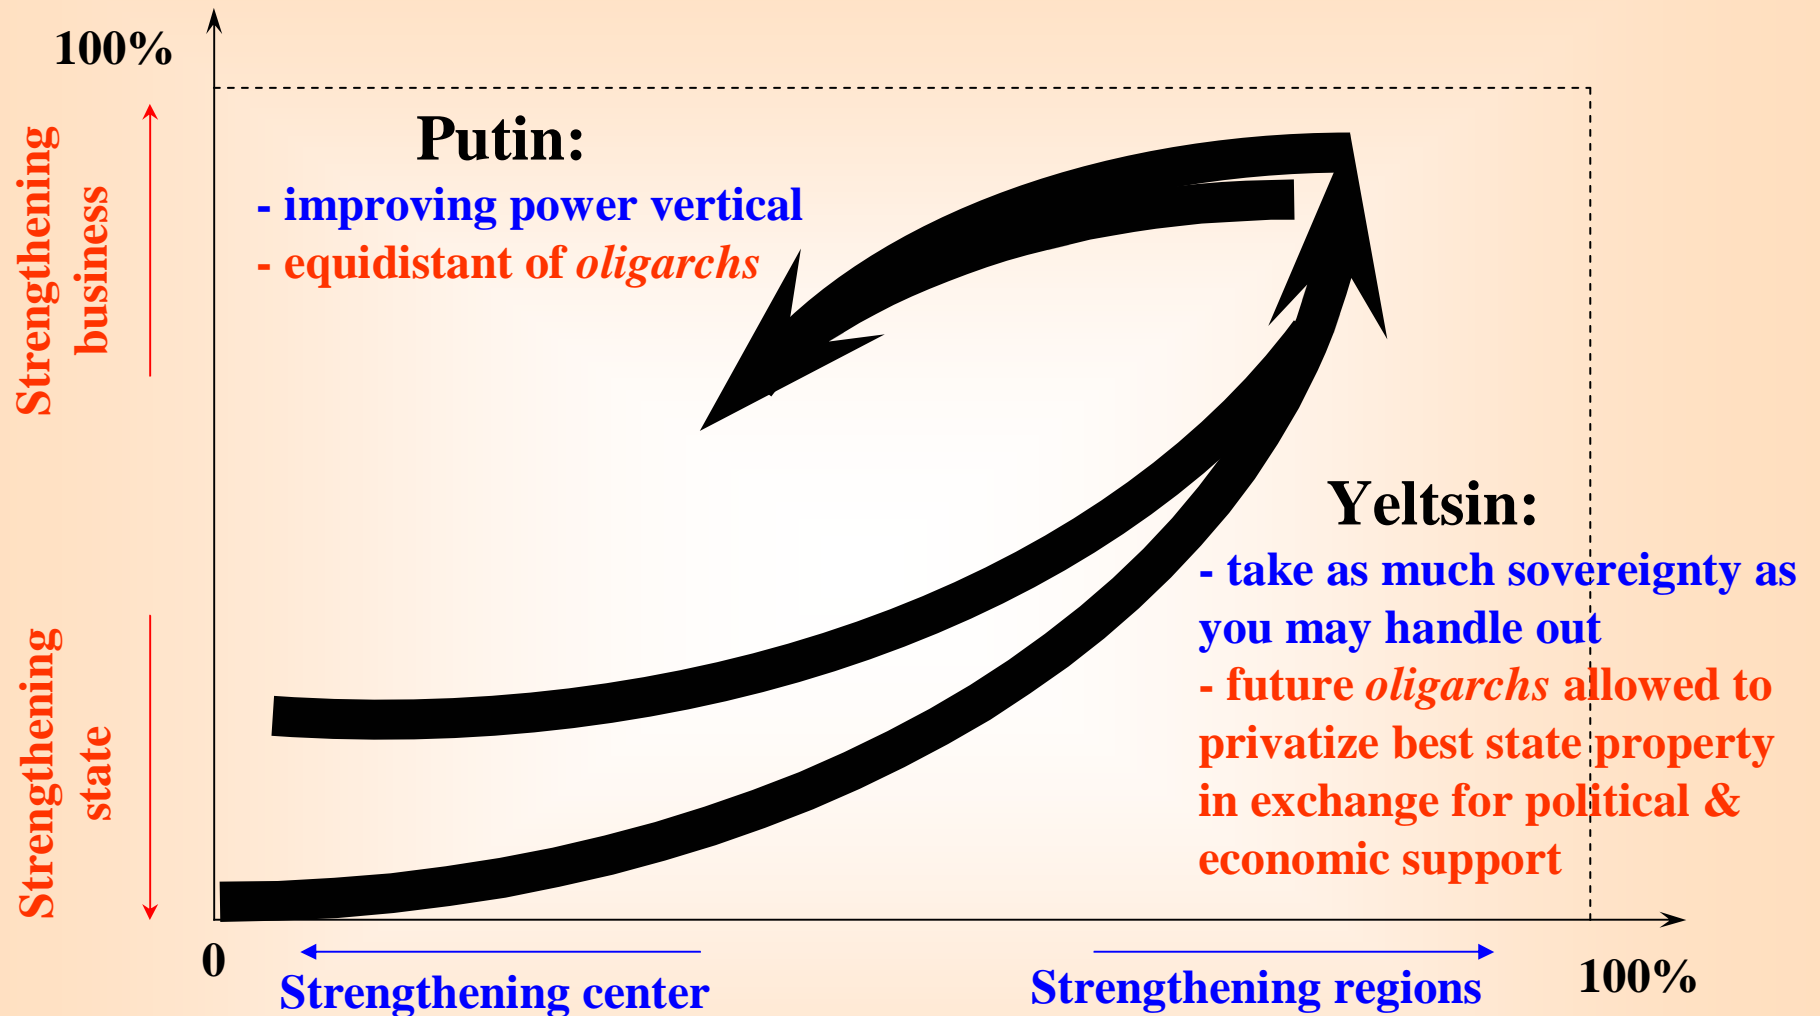 100%
Strengthening
business
Putin:
- improving power vertical
- equidistant of oligarchs
Yeltsin:
- take as much sovereignty as
you may handle out
- future oligarchs allowed to
privatize best state property
in exchange for political &
economic support
Strengthening
state
0
Strengthening center
Strengthening regions
100%